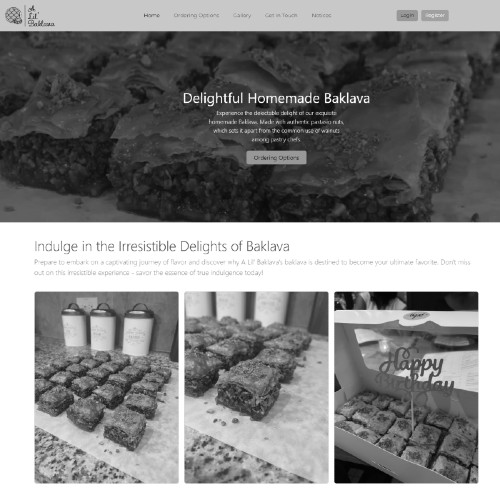 A
Lil'
Baklava
Home
Ordering Options
Gallery
Get In Touch
Notices
Login
Register
Delightful Homemade Baklava
Experience the delectable delight of our exquisite
homemade Baklava. Made with authentic pistachio nuts,
which sets it apart from the common use of walnuts
among pastry chefs.
Ordering Options
Indulge in the Irresistible Delights of Baklava
Prepare to embark on a captivating journey of flavor and discover why A Lil' Baklava's baklava is destined to become your ultimate favorite. Don't miss
out on this irresistible experience - savor the essence of true indulgence today!
Happy
Birthday